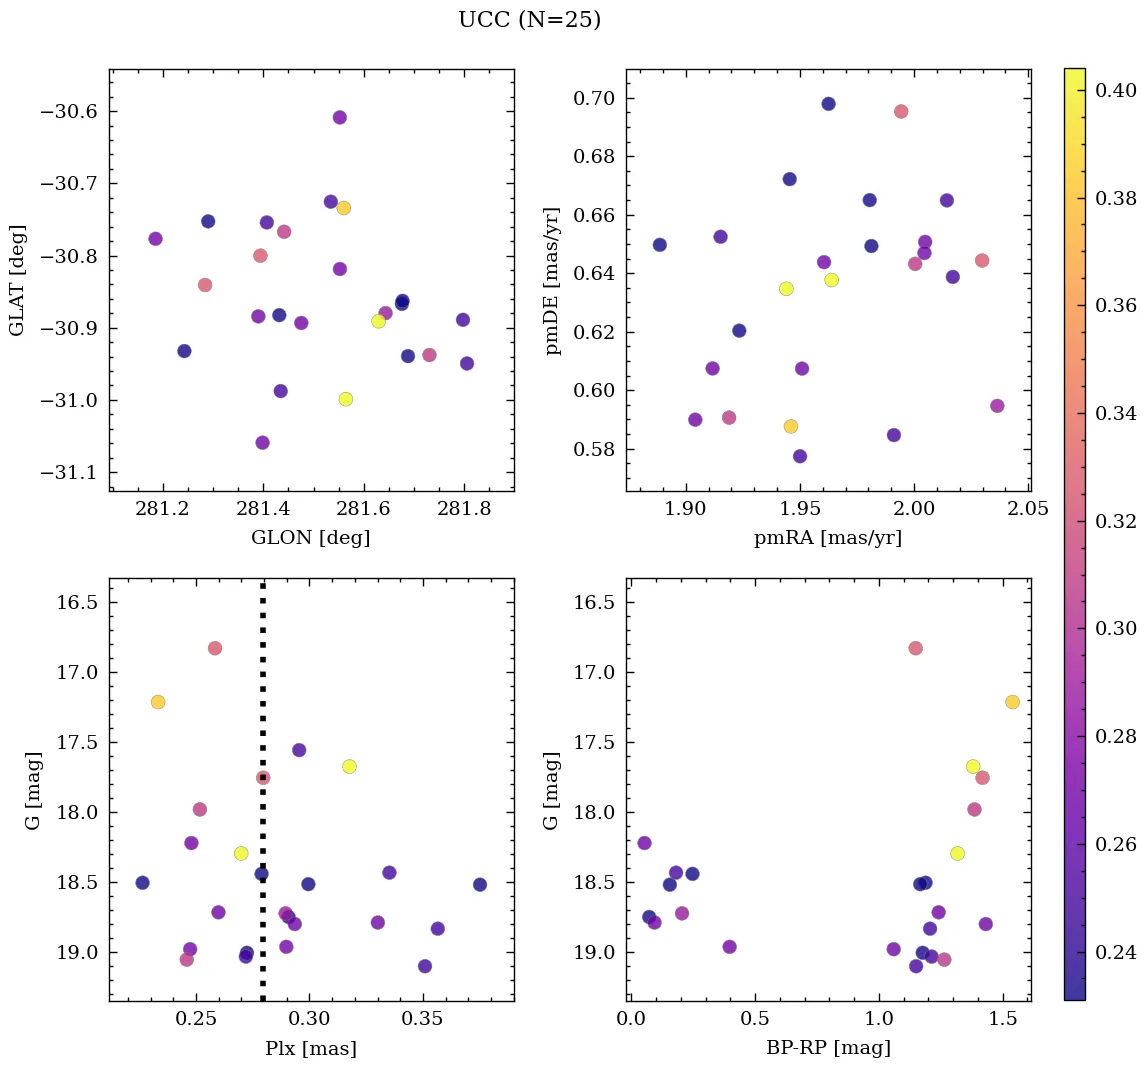 UCC (N=25)
−30.6
−30.7
−30.8
−30.9
−31.0
−31.1
GLAT [deg]
281.2 281.4 281.6 281.8
GLON [deg]
0.70
0.68
0.66
0.64
0.62
0.60
0.58
pmDE [mas/yr]
1.90 1.95 2.00 2.05
pmRA [mas/yr]
16.5
17.0
17.5
18.0
18.5
19.0
G [mag]
0.25 0.30 0.35
Plx [mas]
16.5
17.0
17.5
18.0
18.5
19.0
G [mag]
0.0 0.5 1.0 1.5
BP-RP [mag]
0.40
0.38
0.36
0.34
0.32
0.30
0.28
0.26
0.24